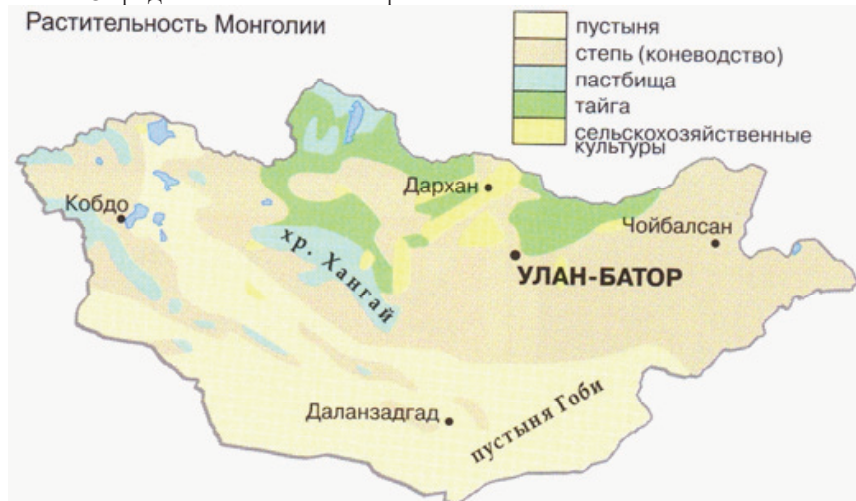 Растительность Монголии
пустыня
степь (коневодство)
пастбища
тайга
сельскохозяйственные
культуры
Кобдо
Дархан
Чойбалсан
хр. Хангай
УЛАН-БАТОР
Даланзадгад
пустыня Гоби